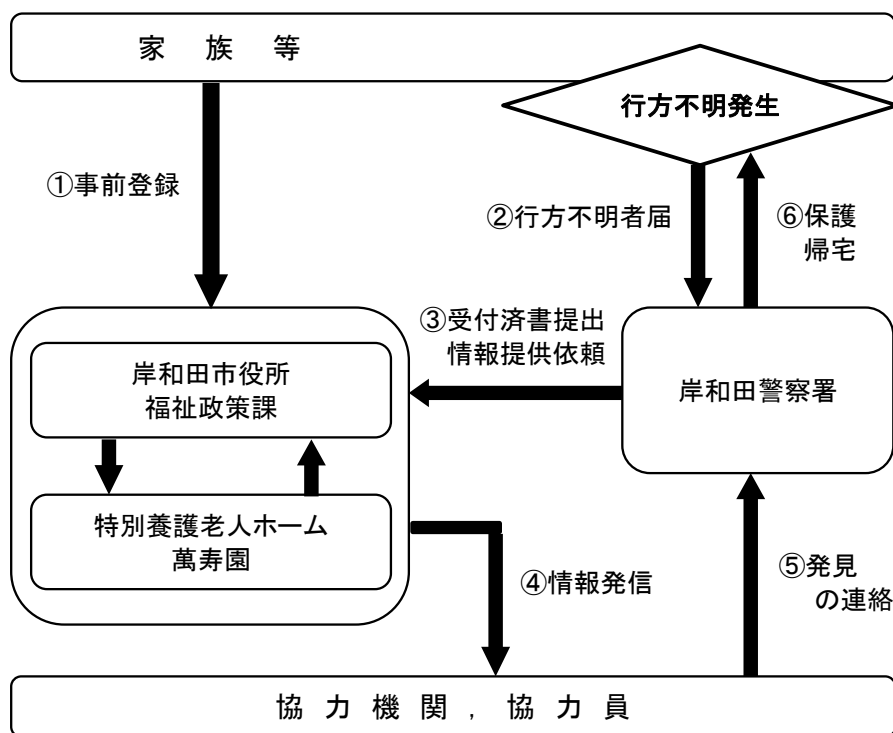 家族等
行方不明発生
①事前登録
②行方不明者届
⑥保護
帰宅
③受付済書提出
情報提供依頼
岸和田市役所
福祉政策課
岸和田警察署
特別養護老人ホーム
萬寿園
④情報発信
⑤発見
の連絡
協力機関，協力員